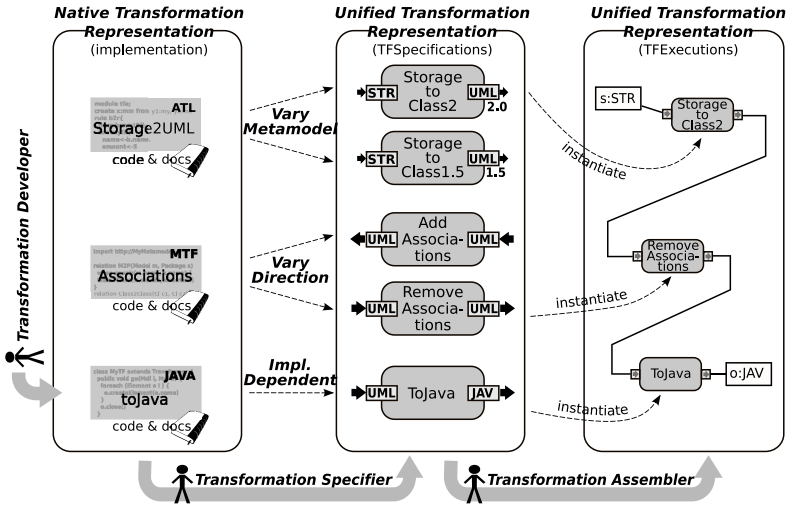 Native Transformation
Representation
(implementation)
Unified Transformation
Representation
(TFSpecifications)
Unified Transformation
Representation
(TFExecutions)
module tfa;
ATL
Storage2UML
code & docs
Vary
Metamodel
STR
Storage
to
Class2
UML
2.0
STR
Storage
to
Class1.5
UML
1.5
instantiate
s:STR
Storage
to
Class2
Transformation Developer
MTF
Associations
code & docs
Vary
Direction
UML
Add
Associa-
tions
UML
UML
Remove
Associa-
tions
UML
instantiate
Remove
Associa-
tions
JAVA
toJava
code & docs
Impl.
Dependent
UML
ToJava
JAV
instantiate
ToJava
o:JAV
Transformation Specifier
Transformation Assembler